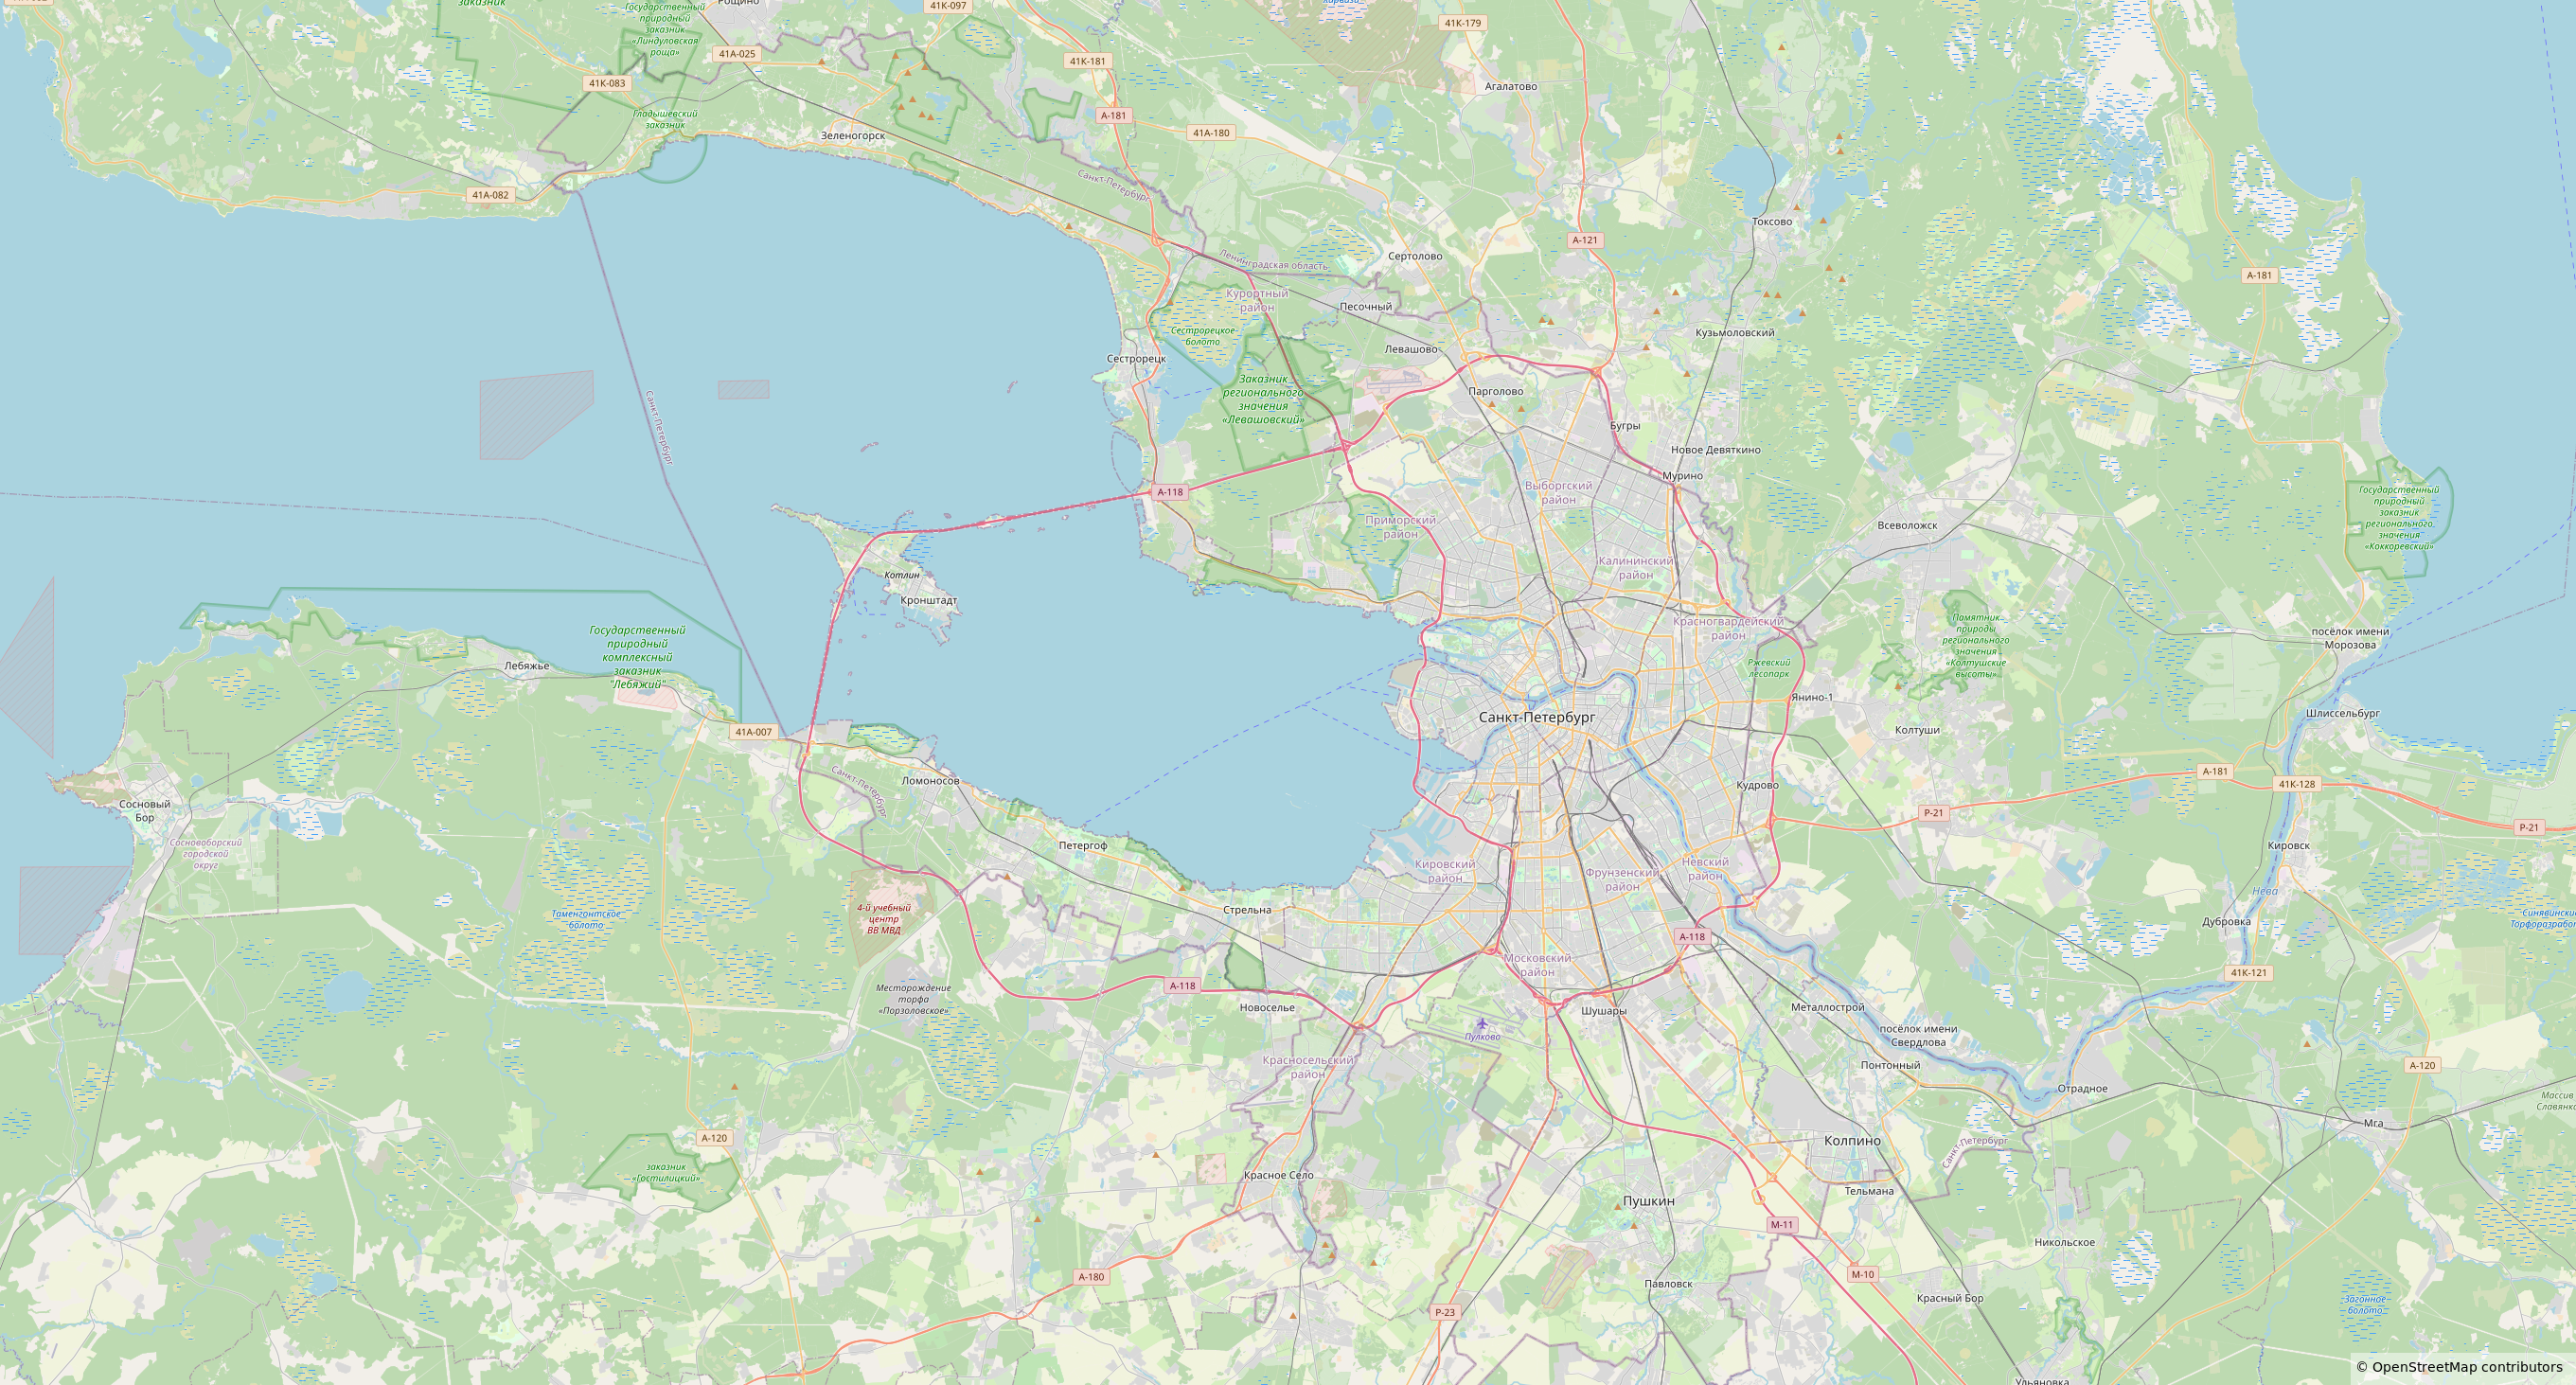 заказник
Рощино
Государственный
природный
заказник
«Линдуловская
роща»
41К-097
41К-179
41А-025
41К-181
41К-083
Агалатово
Гладышевский
заказник
А-181
Зеленогорск
41А-180
41А-082
Санкт-Петербург
Токсово
А-121
Сертолово
Ленинградская область
А-181
Курортный
район
Песочный
Сестрорецкое
болото
Кузьмоловский
Сестрорецк
Левашово
Заказник
регионального
значения
«Левашовский»
Парголово
Санкт-Петербург
Бугры
Новое Девяткино
Мурино
А-118
Выборгский
район
Государственный
природный
заказник
регионального
значения
«Коккоревский»
Приморский
район
Всеволожск
Калининский
район
Котлин
Кронштадт
Красногвардейский
район
Памятник
природы
регионального
значения
«Колтушские
высоты»
Государственный
природный
комплексный
заказник
"Лебяжий"
посёлок имени
Морозова
Лебяжье
Ржевский
лесопарк
Янино-1
Шлиссельбург
Санкт-Петербург
41А-007
Колтуши
А-181
Ломоносов
Санкт-Петербург
Кудрово
41К-128
Сосновый
Бор
Р-21
Р-21
Сосновоборский
городской
округ
Петергоф
Кировск
Кировский
район
Невский
район
Фрунзенский
район
Нева
4-й учебный
центр
ВВ МВД
Стрельна
Таменгонтское
болото
Дубровка
А-118
Московский
район
41К-121
А-118
Месторождение
торфа
«Порзоловское»
Новоселье
Шушары
Металлострой
посёлок имени
Свердлова
Пулково
Красносельский
район
Понтонный
А-120
Отрадное
Массив
Мга
А-120
Колпино
Санкт-Петербург
заказник
«Гостилицкий»
Красное Село
Тельмана
Пушкин
М-11
Никольское
А-180
М-10
Павловск
Красный Бор
Загонное
болото
Р-23
© OpenStreetMap contributors
Ульяновка